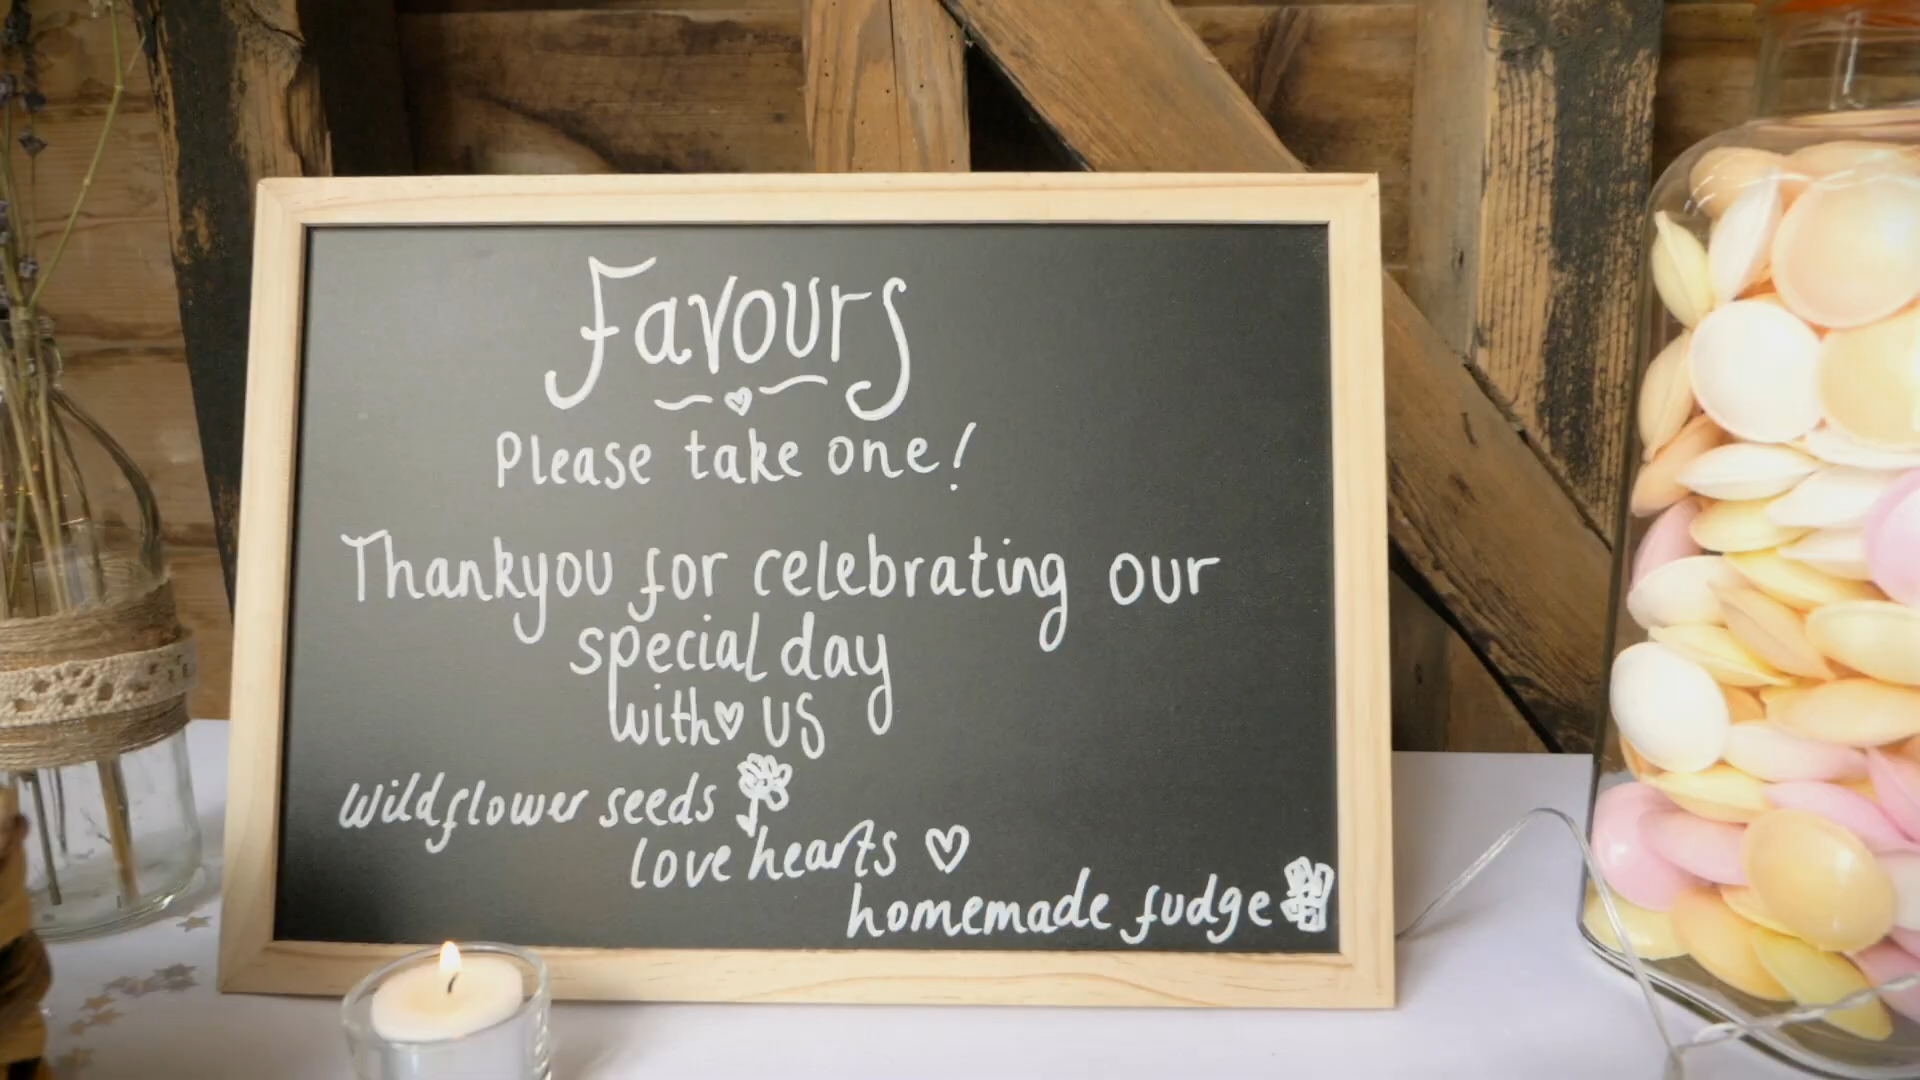 Favours
Please take one!
Thankyou for celebrating our
special day
with us
Wildflower seeds
love hearts
homemade fudge